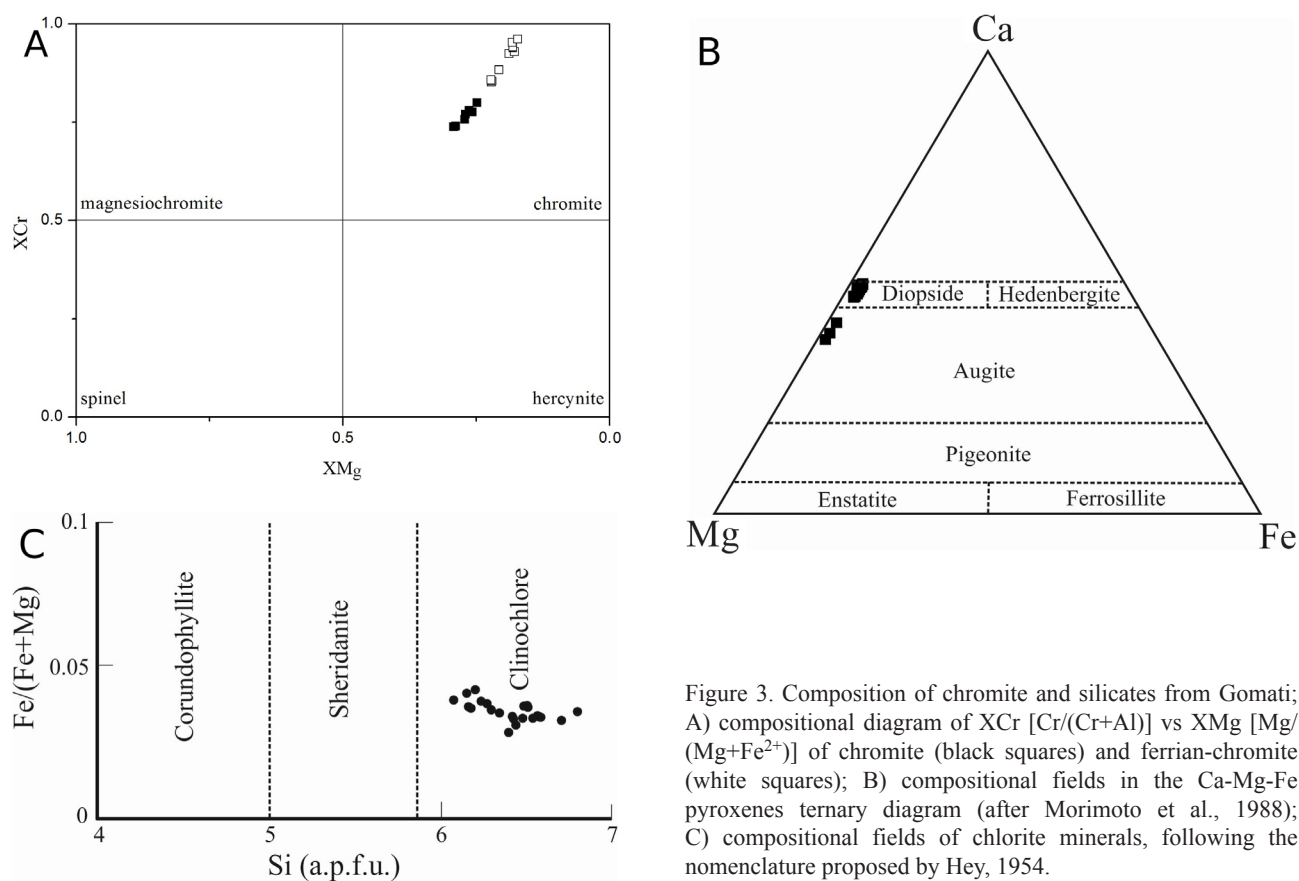 A
1.0
0.5
0.0
XCr
magnesiochromite
chromite
spinel
hercynite
1.0
0.5
0.0
XMg
B
Ca
Diopside
Hedenbergite
Augite
Pigeonite
Enstatite
Ferrosillite
Mg
Fe
C
0.1
0.05
0
Fe/(Fe+Mg)
Corundophyllite
Sheridanite
Clinochlore
4
5
6
7
Si (a.p.f.u.)
Figure 3. Composition of chromite and silicates from Gomati;
A) compositional diagram of XCr [Cr/(Cr+Al)] vs XMg [Mg/
(Mg+Fe²⁺)] of chromite (black squares) and ferrian-chromite
(white squares); B) compositional fields in the Ca-Mg-Fe
pyroxenes ternary diagram (after Morimoto et al., 1988);
C) compositional fields of chlorite minerals, following the
nomenclature proposed by Hey, 1954.